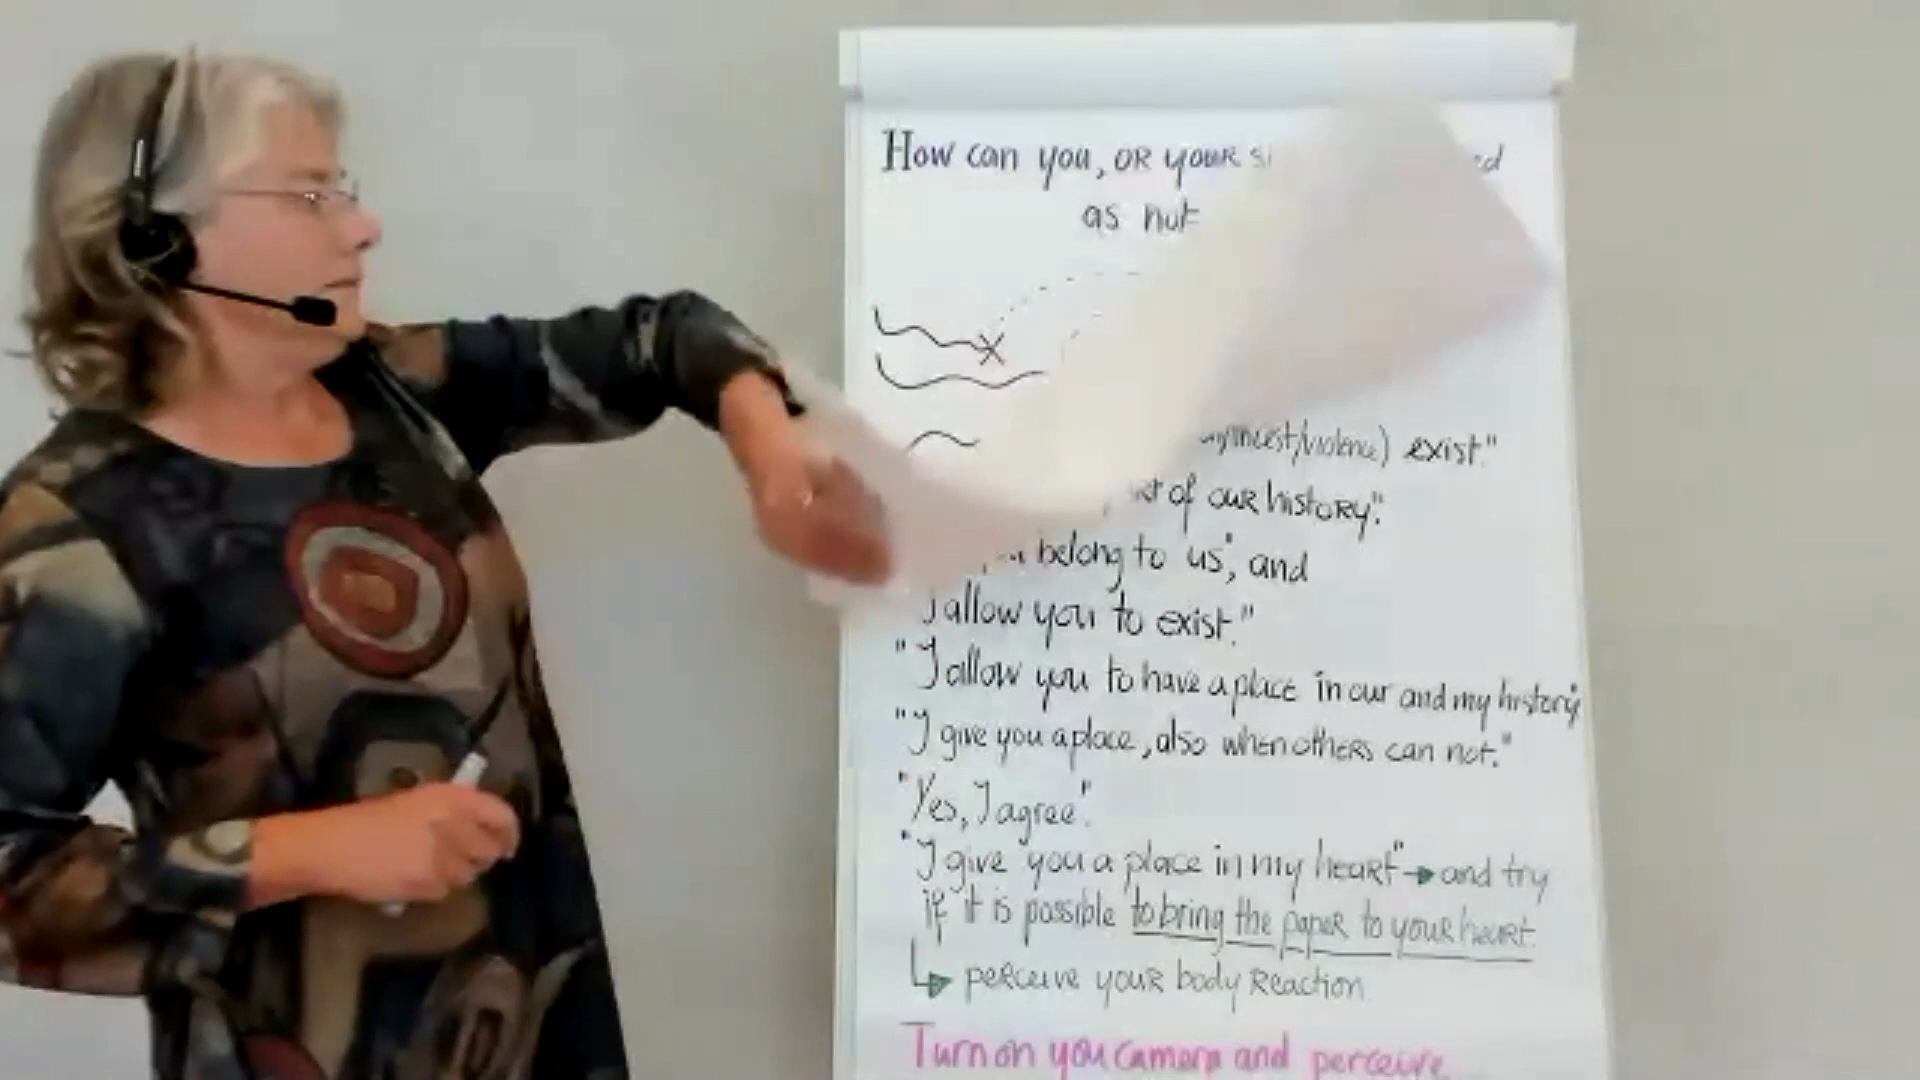 How can you, or your
as
exist."
of our history".
belong to us", and
I allow you to exist."
"I allow you to have a place in our and my history
"I give you a place, also when others can not."
"Yes, I agree".
"I give you a place in my heart" → and try
if it is possible to bring the paper to your heart.
↳ perceive your body reaction.
Turn on you camera and perceive